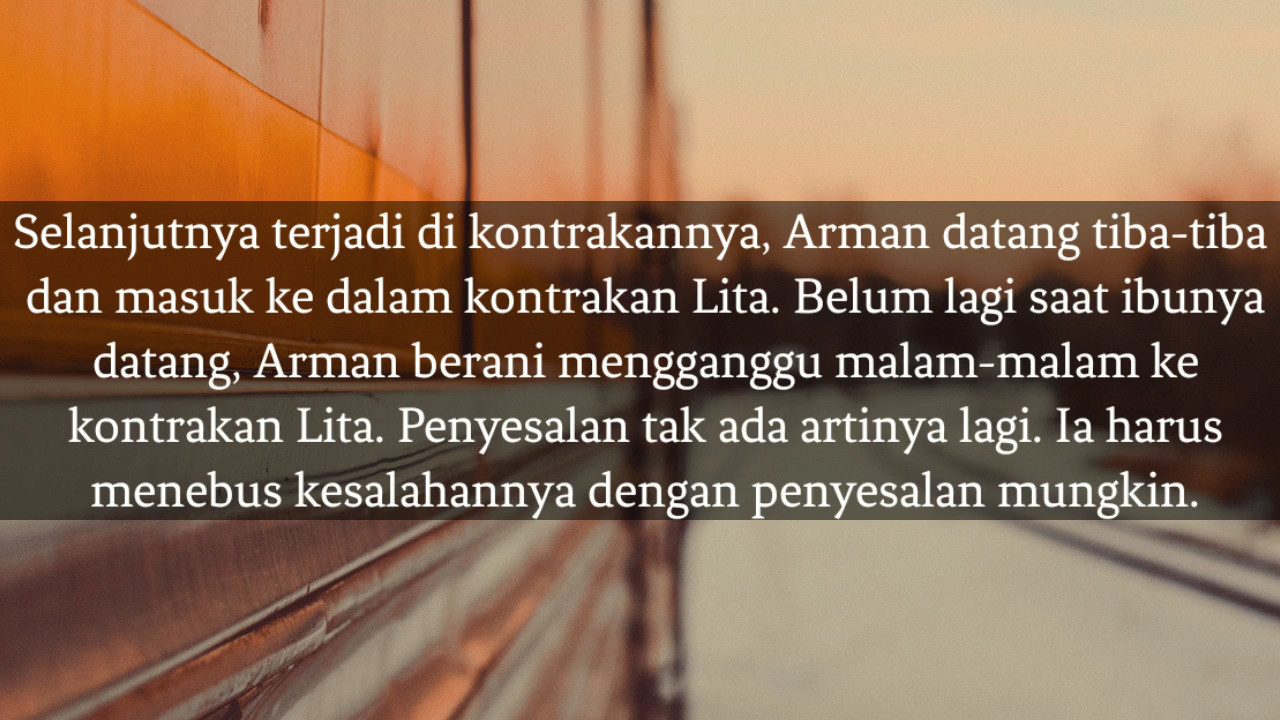 Selanjutnya terjadi di kontrakannya, Arman datang tiba-tiba
dan masuk ke dalam kontrakan Lita. Belum lagi saat ibunya
datang, Arman berani mengganggu malam-malam ke
kontrakan Lita. Penyesalan tak ada artinya lagi. Ia harus
menebus kesalahannya dengan penyesalan mungkin.